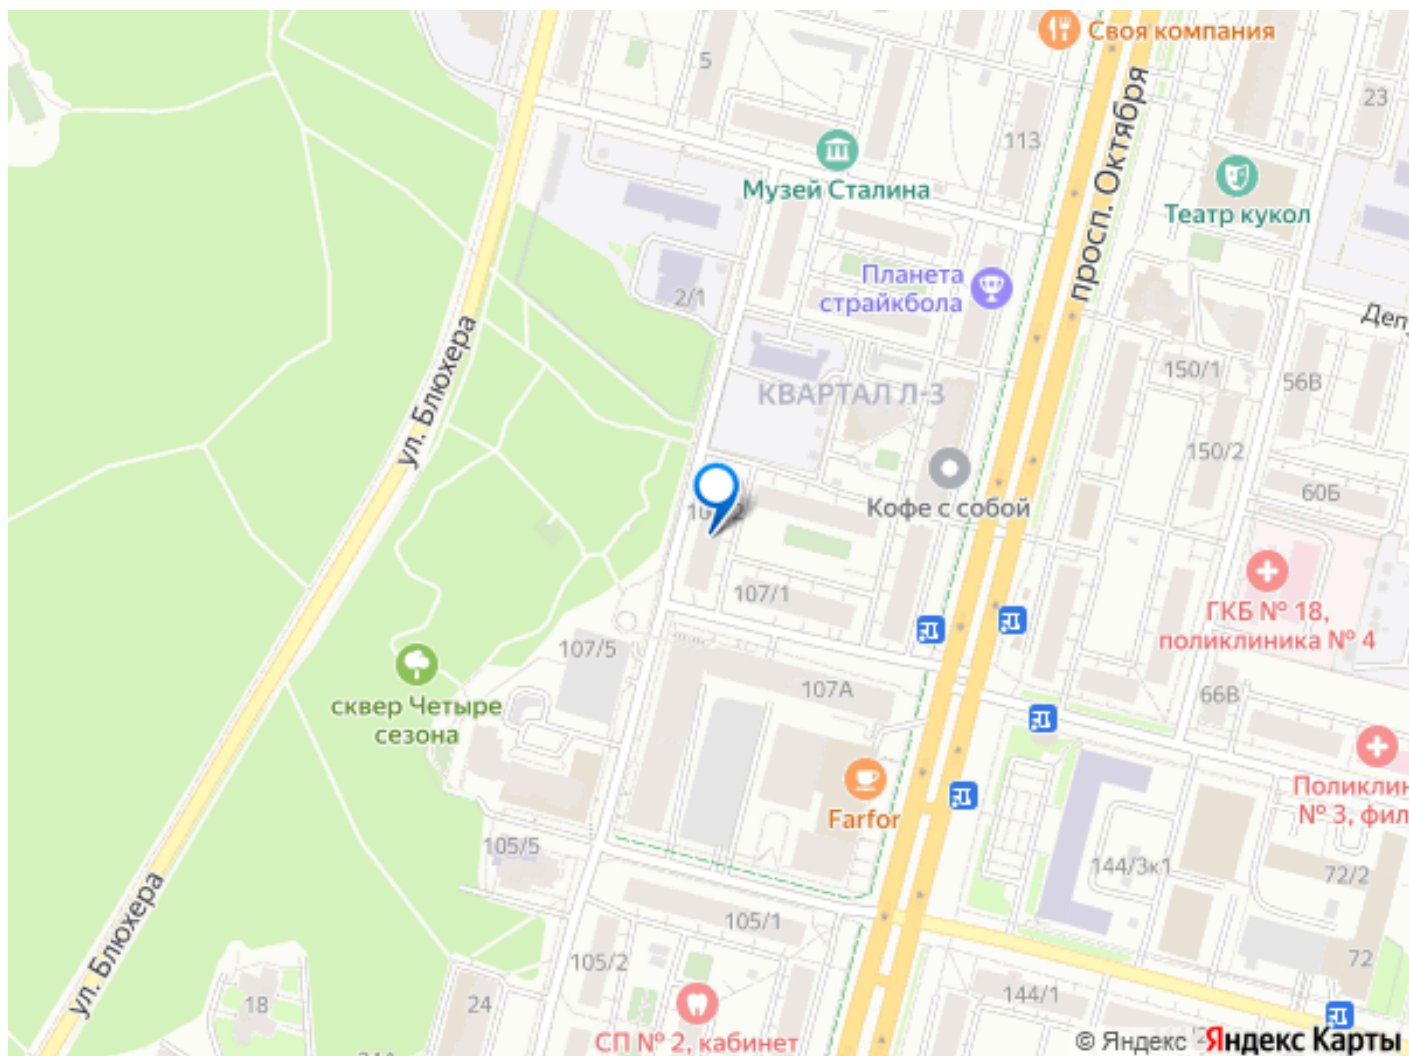 Своя компания
5
просп. Октября
23
113
Музей Сталина
Театр кукол
Планета
страйкбола
2/1
ул. Блюхера
150/1
56В
КВАРТАЛ Л-3
150/2
60Б
Кофе с собой
107/1
ГКБ № 18,
поликлиника № 4
107/5
107А
66В
сквер Четыре
сезона
Farfor
105/5
144/3к1
72/2
ул. Блюхера
105/1
105/2
72
18
24
144/1
СП № 2, кабинет
© Яндекс
Яндекс Карты